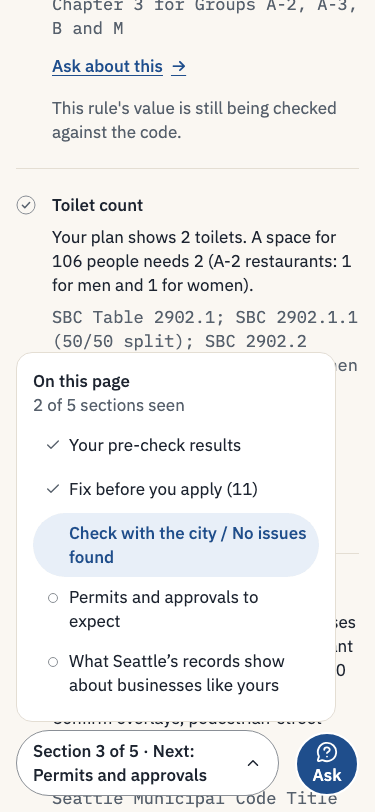 Chapter 3 for Groups A-2, A-3,
B and M
Ask about this →
This rule's value is still being checked
against the code.
Toilet count
Your plan shows 2 toilets. A space for
106 people needs 2 (A-2 restaurants: 1
for men and 1 for women).
SBC Table 2902.1; SBC 2902.1.1
(50/50 split); SBC 2902.2
On this page
2 of 5 sections seen
Your pre-check results
Fix before you apply (11)
Check with the city / No issues
found
Permits and approvals to
expect
What Seattle’s records show
about businesses like yours
Section 3 of 5 · Next:
Permits and approvals
Ask
Seattle Municipal Code Title